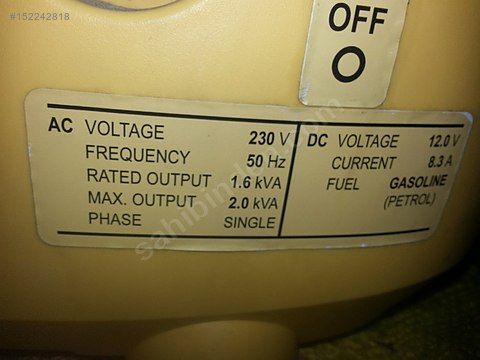 #152242818
OFF
O
AC VOLTAGE 230 V
FREQUENCY 50 Hz
RATED OUTPUT 1.6 kVA
MAX. OUTPUT 2.0 kVA
PHASE SINGLE
DC VOLTAGE 12.0 V
CURRENT 8.3 A
FUEL GASOLINE
(PETROL)
sahibinden.com